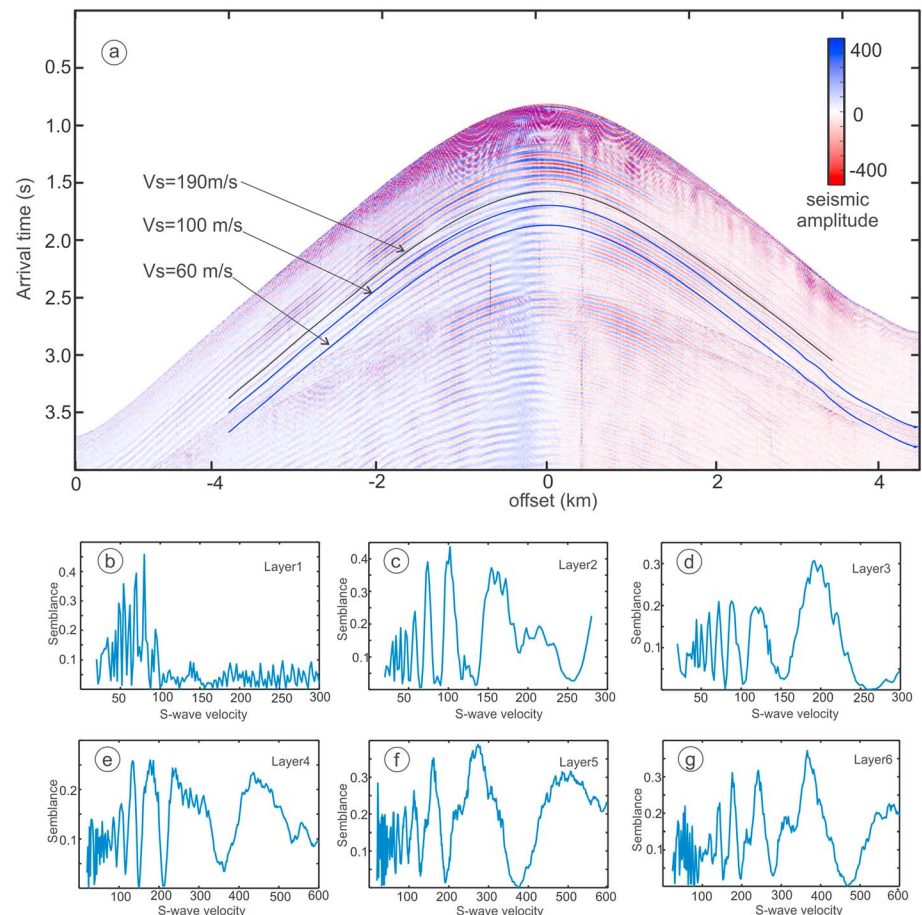 a
400
0
-400
seismic
amplitude
0.5
1.0
1.5
2.0
2.5
3.0
3.5
Arrival time (s)
Vs=190m/s
Vs=100 m/s
Vs=60 m/s
0
-4
-2
0
2
4
offset (km)
b
Layer1
Semblance
0.4
0.3
0.2
0.1
50
100
150
200
250
300
S-wave velocity
c
Layer2
Semblance
0.4
0.3
0.2
0.1
50
100
150
200
250
300
S-wave velocity
d
Layer3
Semblance
0.3
0.2
0.1
50
100
150
200
250
300
S-wave velocity
e
Layer4
Semblance
0.2
0.1
100
200
300
400
500
600
S-wave velocity
f
Layer5
Semblance
0.3
0.2
0.1
100
200
300
400
500
600
S-wave velocity
g
Layer6
Semblance
0.3
0.2
0.1
100
200
300
400
500
600
S-wave velocity